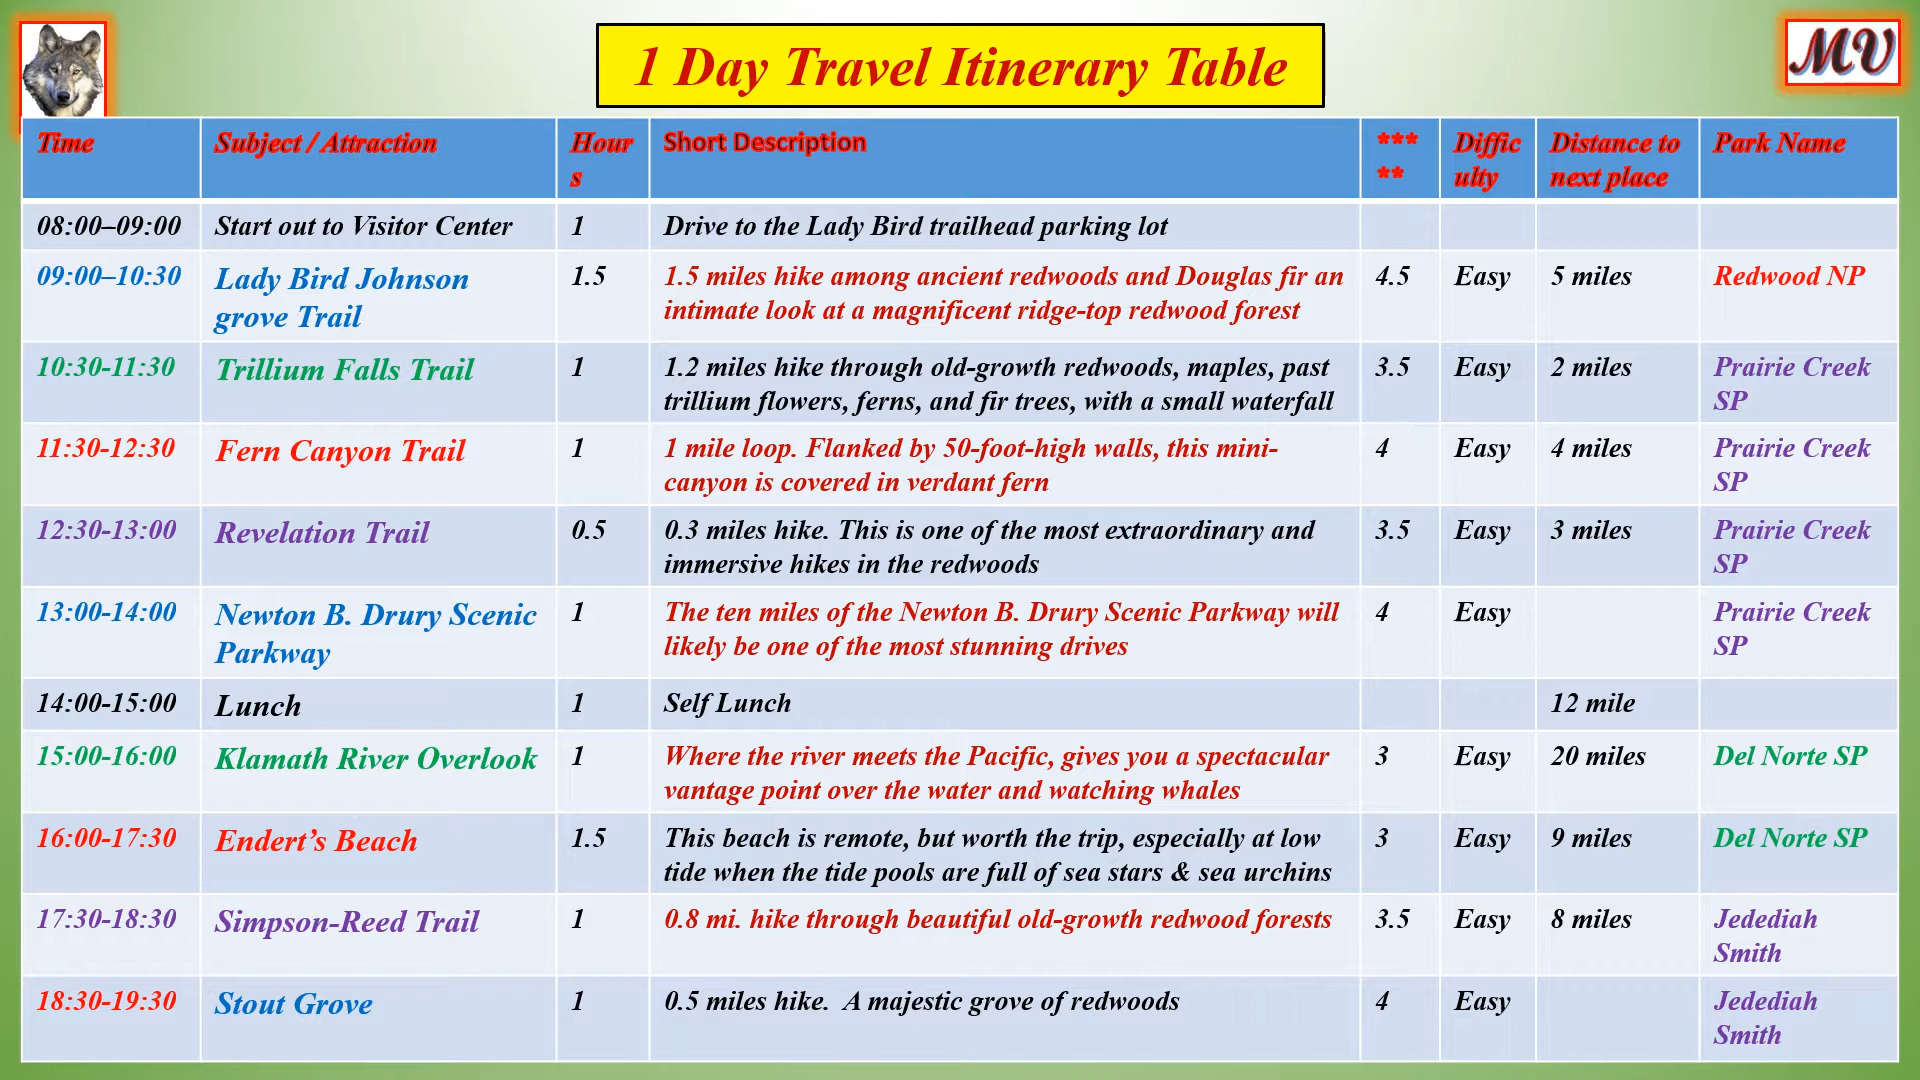 1 Day Travel Itinerary Table
MV
Time Subject / Attraction Hour Short Description *** Diffic Distance to Park Name
s ** ulty next place
08:00–09:00 Start out to Visitor Center 1 Drive to the Lady Bird trailhead parking lot
09:00–10:30 Lady Bird Johnson 1.5 1.5 miles hike among ancient redwoods and Douglas fir an 4.5 Easy 5 miles Redwood NP
grove Trail intimate look at a magnificent ridge-top redwood forest
10:30-11:30 Trillium Falls Trail 1 1.2 miles hike through old-growth redwoods, maples, past 3.5 Easy 2 miles Prairie Creek
trillium flowers, ferns, and fir trees, with a small waterfall SP
11:30-12:30 Fern Canyon Trail 1 1 mile loop. Flanked by 50-foot-high walls, this mini- 4 Easy 4 miles Prairie Creek
canyon is covered in verdant fern SP
12:30-13:00 Revelation Trail 0.5 0.3 miles hike. This is one of the most extraordinary and 3.5 Easy 3 miles Prairie Creek
immersive hikes in the redwoods SP
13:00-14:00 Newton B. Drury Scenic 1 The ten miles of the Newton B. Drury Scenic Parkway will 4 Easy Prairie Creek
Parkway likely be one of the most stunning drives SP
14:00-15:00 Lunch 1 Self Lunch 12 mile
15:00-16:00 Klamath River Overlook 1 Where the river meets the Pacific, gives you a spectacular 3 Easy 20 miles Del Norte SP
vantage point over the water and watching whales
16:00-17:30 Endert’s Beach 1.5 This beach is remote, but worth the trip, especially at low 3 Easy 9 miles Del Norte SP
tide when the tide pools are full of sea stars & sea urchins
17:30-18:30 Simpson-Reed Trail 1 0.8 mi. hike through beautiful old-growth redwood forests 3.5 Easy 8 miles Jedediah
Smith
18:30-19:30 Stout Grove 1 0.5 miles hike. A majestic grove of redwoods 4 Easy Jedediah
Smith